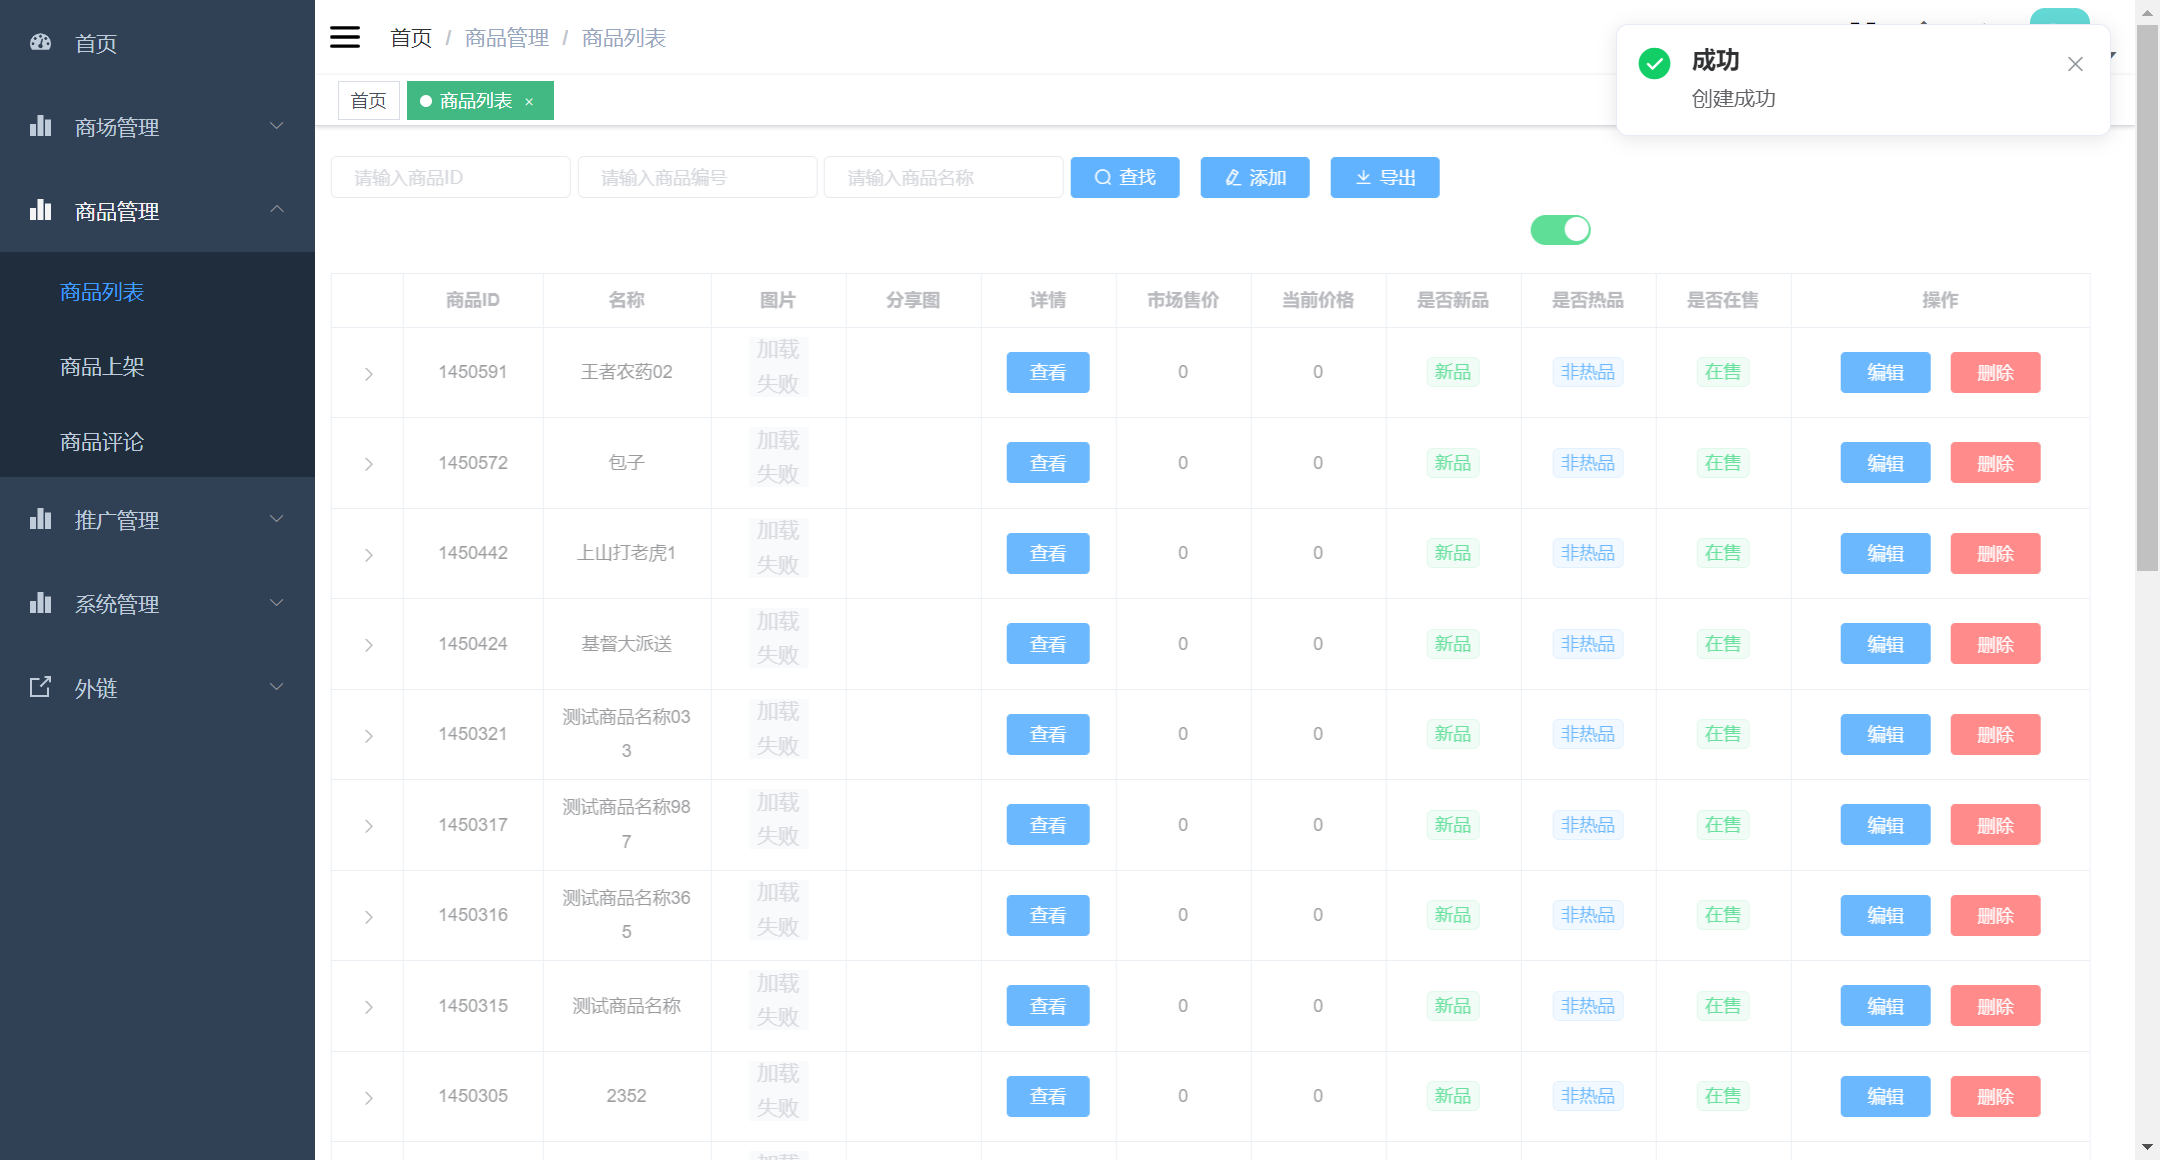 首页
商场管理
商品管理
商品列表
商品上架
商品评论
推广管理
系统管理
外链
首页 / 商品管理 / 商品列表
首页 商品列表 ×
成功
创建成功
请输入商品ID 请输入商品编号 请输入商品名称 查找 添加 导出
商品ID 名称 图片 分享图 详情 市场售价 当前价格 是否新品 是否热品 是否在售 操作
1450591 王者农药02 加载失败 查看 0 0 新品 非热品 在售 编辑 删除
1450572 包子 加载失败 查看 0 0 新品 非热品 在售 编辑 删除
1450442 上山打老虎1 加载失败 查看 0 0 新品 非热品 在售 编辑 删除
1450424 基督大派送 加载失败 查看 0 0 新品 非热品 在售 编辑 删除
1450321 测试商品名称033 加载失败 查看 0 0 新品 非热品 在售 编辑 删除
1450317 测试商品名称987 加载失败 查看 0 0 新品 非热品 在售 编辑 删除
1450316 测试商品名称365 加载失败 查看 0 0 新品 非热品 在售 编辑 删除
1450315 测试商品名称 加载失败 查看 0 0 新品 非热品 在售 编辑 删除
1450305 2352 加载失败 查看 0 0 新品 非热品 在售 编辑 删除